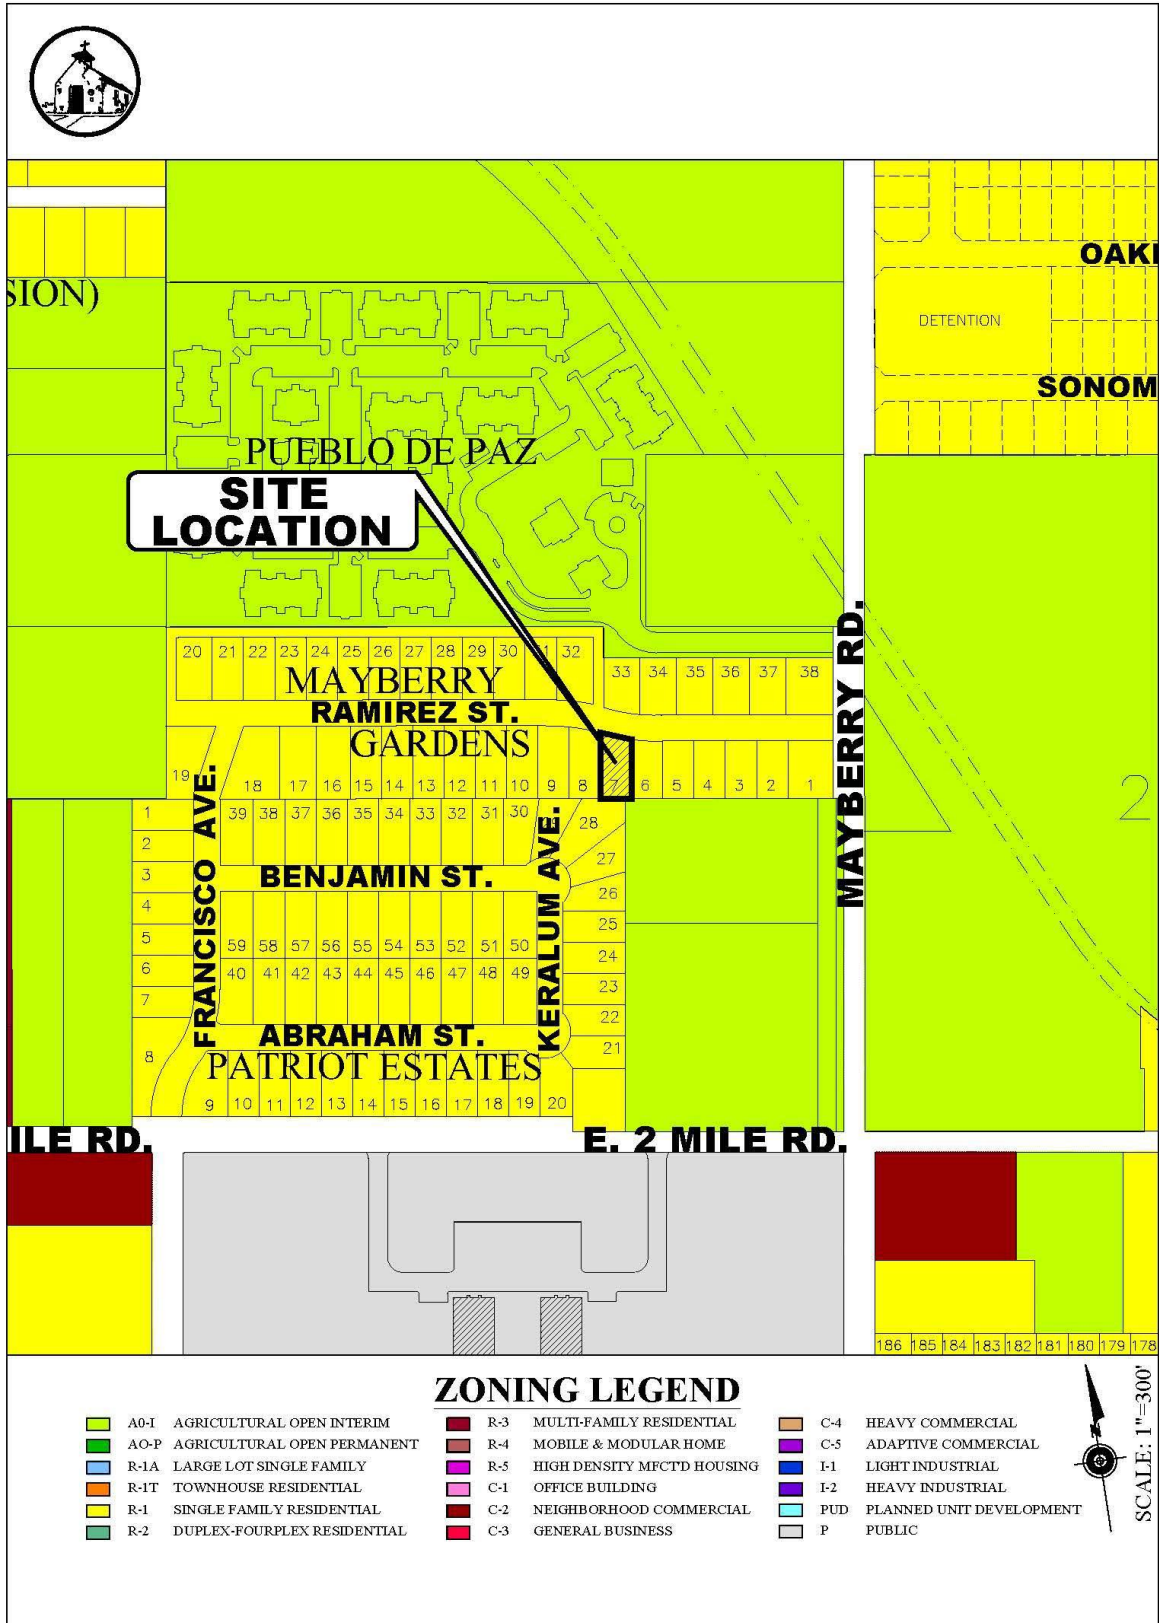 OAKI
DETENTION
SION)
SONOM
PUEBLO DE PAZ
SITE
LOCATION
20 21 22 23 24 25 26 27 28 29 30 1 32
33 34 35 36 37 38
MAYBERRY
RAMIREZ ST.
GARDENS
MAYBERRY RD.
19 18 17 16 15 14 13 12 11 10 9 8 7 6 5 4 3 2 1
2
FRANCISCO AVE.
KERALUM AVE.
1 39 38 37 36 35 34 33 32 31 30 28
2
27
3
BENJAMIN ST.
26
4
25
5
59 58 57 56 55 54 53 52 51 50
24
6
40 41 42 43 44 45 46 47 48 49
23
7
22
ABRAHAM ST.
21
8
PATRIOT ESTATES
9 10 11 12 13 14 15 16 17 18 19 20
ILE RD.
E. 2 MILE RD.
186 185 184 183 182 181 180 179 178
ZONING LEGEND
A0-I AGRICULTURAL OPEN INTERIM
AO-P AGRICULTURAL OPEN PERMANENT
R-1A LARGE LOT SINGLE FAMILY
R-1T TOWNHOUSE RESIDENTIAL
R-1 SINGLE FAMILY RESIDENTIAL
R-2 DUPLEX-FOURPLEX RESIDENTIAL
R-3 MULTI-FAMILY RESIDENTIAL
R-4 MOBILE & MODULAR HOME
R-5 HIGH DENSITY MFCT'D HOUSING
C-1 OFFICE BUILDING
C-2 NEIGHBORHOOD COMMERCIAL
C-3 GENERAL BUSINESS
C-4 HEAVY COMMERCIAL
C-5 ADAPTIVE COMMERCIAL
I-1 LIGHT INDUSTRIAL
I-2 HEAVY INDUSTRIAL
PUD PLANNED UNIT DEVELOPMENT
P PUBLIC
SCALE: 1"=300'